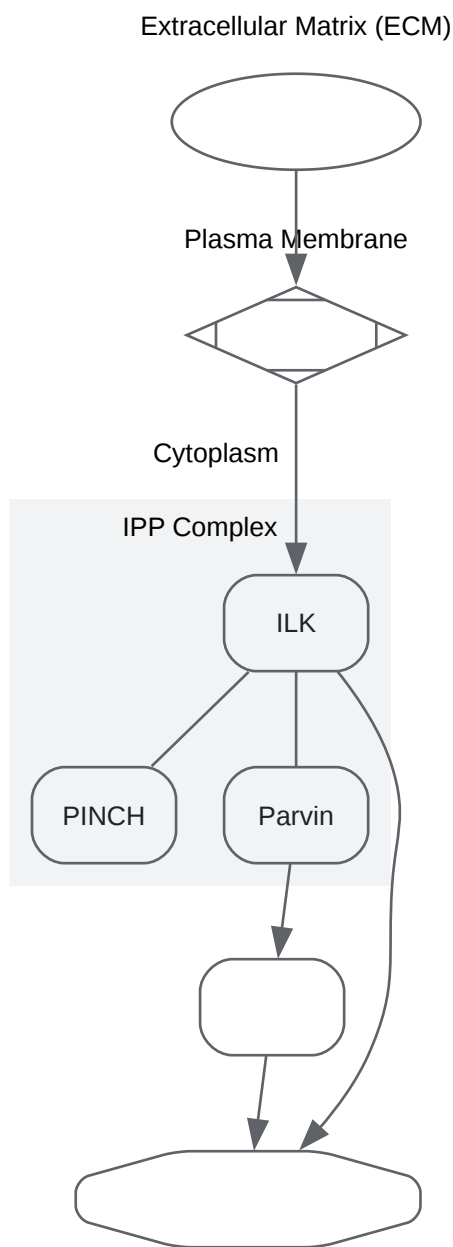 Extracellular Matrix (ECM)
Plasma Membrane
Cytoplasm
IPP Complex
ILK
PINCH
Parvin